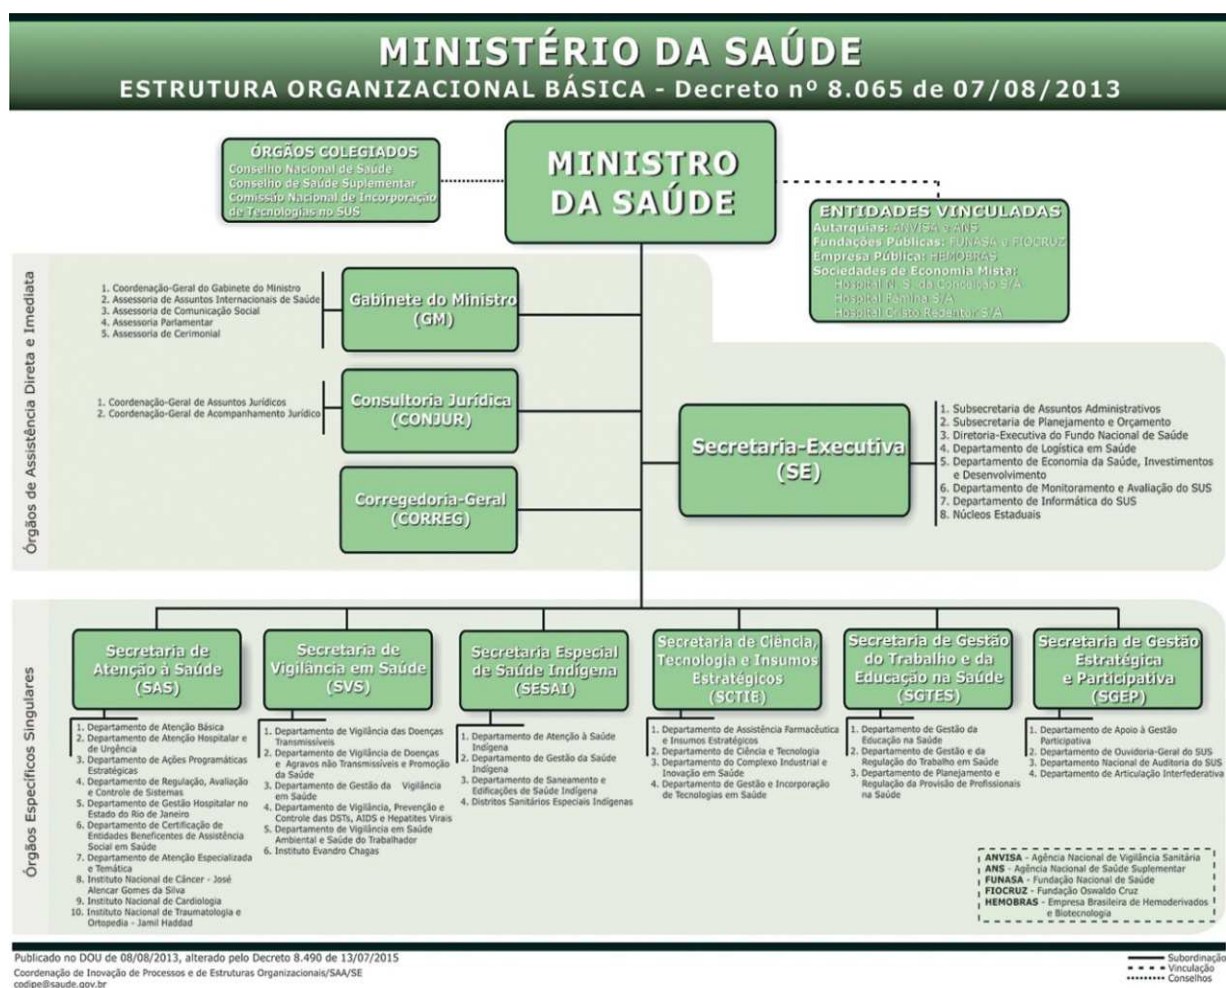 MINISTÉRIO DA SAÚDE
ESTRUTURA ORGANIZACIONAL BÁSICA - Decreto nº 8.065 de 07/08/2013
ÓRGÃOS COLEGIADOS
Conselho Nacional de Saúde
Conselho de Saúde Suplementar
Comissão Nacional de Incorporação
de Tecnologias no SUS
MINISTRO
DA SAÚDE
ENTIDADES VINCULADAS
Autarquias: ANVISA e ANS
Fundações Públicas: FUNASA e FIOCRUZ
Empresa Pública: HEMOBRAS
Sociedades de Economia Mista:
Hospital N. S. da Conceição S/A
Hospital Fêmina S/A
Hospital Cristo Redentor S/A
Órgãos de Assistência Direta e Imediata
1. Coordenação-Geral do Gabinete do Ministro
2. Assessoria de Assuntos Internacionais de Saúde
3. Assessoria de Comunicação Social
4. Assessoria Parlamentar
5. Assessoria de Cerimonial
Gabinete do Ministro
(GM)
1. Coordenação-Geral de Assuntos Jurídicos
2. Coordenação-Geral de Acompanhamento Jurídico
Consultoria Jurídica
(CONJUR)
Corregedoria-Geral
(CORREG)
Secretaria-Executiva
(SE)
1. Subsecretaria de Assuntos Administrativos
2. Subsecretaria de Planejamento e Orçamento
3. Diretoria-Executiva do Fundo Nacional de Saúde
4. Departamento de Logística em Saúde
5. Departamento de Economia da Saúde, Investimentos
e Desenvolvimento
6. Departamento de Monitoramento e Avaliação do SUS
7. Departamento de Informática do SUS
8. Núcleos Estaduais
Órgãos Específicos Singulares
Secretaria de
Atenção à Saúde
(SAS)
1. Departamento de Atenção Básica
2. Departamento de Atenção Hospitalar e
de Urgência
3. Departamento de Ações Programáticas
Estratégicas
4. Departamento de Regulação, Avaliação
e Controle de Sistemas
5. Departamento de Gestão Hospitalar no
Estado do Rio de Janeiro
6. Departamento de Certificação de
Entidades Beneficentes de Assistência
Social em Saúde
7. Departamento de Atenção Especializada
e Temática
8. Instituto Nacional de Câncer - José
Alencar Gomes da Silva
9. Instituto Nacional de Cardiologia
10. Instituto Nacional de Traumatologia e
Ortopedia - Jamil Haddad
Secretaria de
Vigilância em Saúde
(SVS)
1. Departamento de Vigilância das Doenças
Transmissíveis
2. Departamento de Vigilância de Doenças
e Agravos não Transmissíveis e Promoção
da Saúde
3. Departamento de Gestão da Vigilância
em Saúde
4. Departamento de Vigilância, Prevenção e
Controle das DSTs, AIDS e Hepatites Virais
5. Departamento de Vigilância em Saúde
Ambiental e Saúde do Trabalhador
6. Instituto Evandro Chagas
Secretaria Especial
de Saúde Indígena
(SESAI)
1. Departamento de Atenção à Saúde
Indígena
2. Departamento de Gestão da Saúde
Indígena
3. Departamento de Saneamento e
Edificações de Saúde Indígena
4. Distritos Sanitários Especiais Indígenas
Secretaria de Ciência,
Tecnologia e Insumos
Estratégicos
(SCTIE)
1. Departamento de Assistência Farmacêutica
e Insumos Estratégicos
2. Departamento de Ciência e Tecnologia
3. Departamento do Complexo Industrial e
Inovação em Saúde
4. Departamento de Gestão e Incorporação
de Tecnologias em Saúde
Secretaria de Gestão
do Trabalho e da
Educação na Saúde
(SGTES)
1. Departamento de Gestão da
Educação na Saúde
2. Departamento de Gestão e da
Regulação do Trabalho em Saúde
3. Departamento de Planejamento e
Regulação da Provisão de Profissionais
na Saúde
Secretaria de Gestão
Estratégica
e Participativa
(SGEP)
1. Departamento de Apoio à Gestão
Participativa
2. Departamento de Ouvidoria-Geral do SUS
3. Departamento Nacional de Auditoria do SUS
4. Departamento de Articulação Interfederativa
ANVISA - Agência Nacional de Vigilância Sanitária
ANS - Agência Nacional de Saúde Suplementar
FUNASA - Fundação Nacional de Saúde
FIOCRUZ - Fundação Oswaldo Cruz
HEMOBRAS - Empresa Brasileira de Hemoderivados
e Biotecnologia
Publicado no DOU de 08/08/2013, alterado pelo Decreto 8.490 de 13/07/2015
Coordenação de Inovação de Processos e de Estruturas Organizacionais/SAA/SE
codipe@saude.gov.br
Subordinação
Vinculação
Conselhos